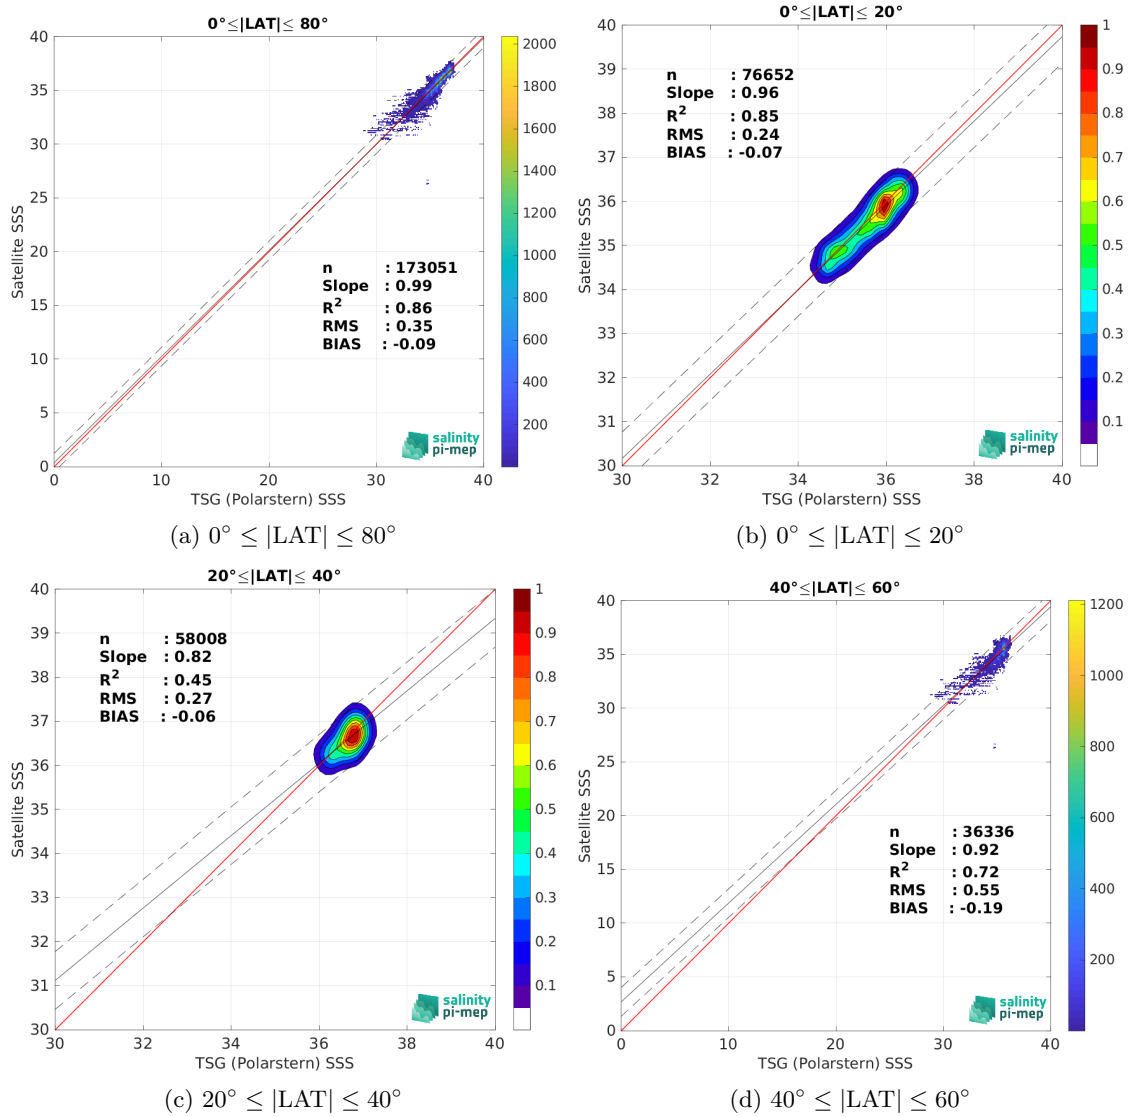 0°≤|LAT|≤ 80°
Satellite SSS
40
35
30
25
20
15
10
5
0
n : 173051
Slope : 0.99
R2 : 0.86
RMS : 0.35
BIAS : -0.09
salinity
pi-mep
0 10 20 30 40
TSG (Polarstern) SSS
2000
1800
1600
1400
1200
1000
800
600
400
200
(a) 0° ≤ |LAT| ≤ 80°
0°≤|LAT|≤ 20°
Satellite SSS
40
39
38
37
36
35
34
33
32
31
30
n : 76652
Slope : 0.96
R2 : 0.85
RMS : 0.24
BIAS : -0.07
salinity
pi-mep
30 32 34 36 38 40
TSG (Polarstern) SSS
1
0.9
0.8
0.7
0.6
0.5
0.4
0.3
0.2
0.1
(b) 0° ≤ |LAT| ≤ 20°
20°≤|LAT|≤ 40°
Satellite SSS
40
39
38
37
36
35
34
33
32
31
30
n : 58008
Slope : 0.82
R2 : 0.45
RMS : 0.27
BIAS : -0.06
salinity
pi-mep
30 32 34 36 38 40
TSG (Polarstern) SSS
1
0.9
0.8
0.7
0.6
0.5
0.4
0.3
0.2
0.1
(c) 20° ≤ |LAT| ≤ 40°
40°≤|LAT|≤ 60°
Satellite SSS
40
35
30
25
20
15
10
5
0
n : 36336
Slope : 0.92
R2 : 0.72
RMS : 0.55
BIAS : -0.19
salinity
pi-mep
0 10 20 30 40
TSG (Polarstern) SSS
1200
1000
800
600
400
200
(d) 40° ≤ |LAT| ≤ 60°